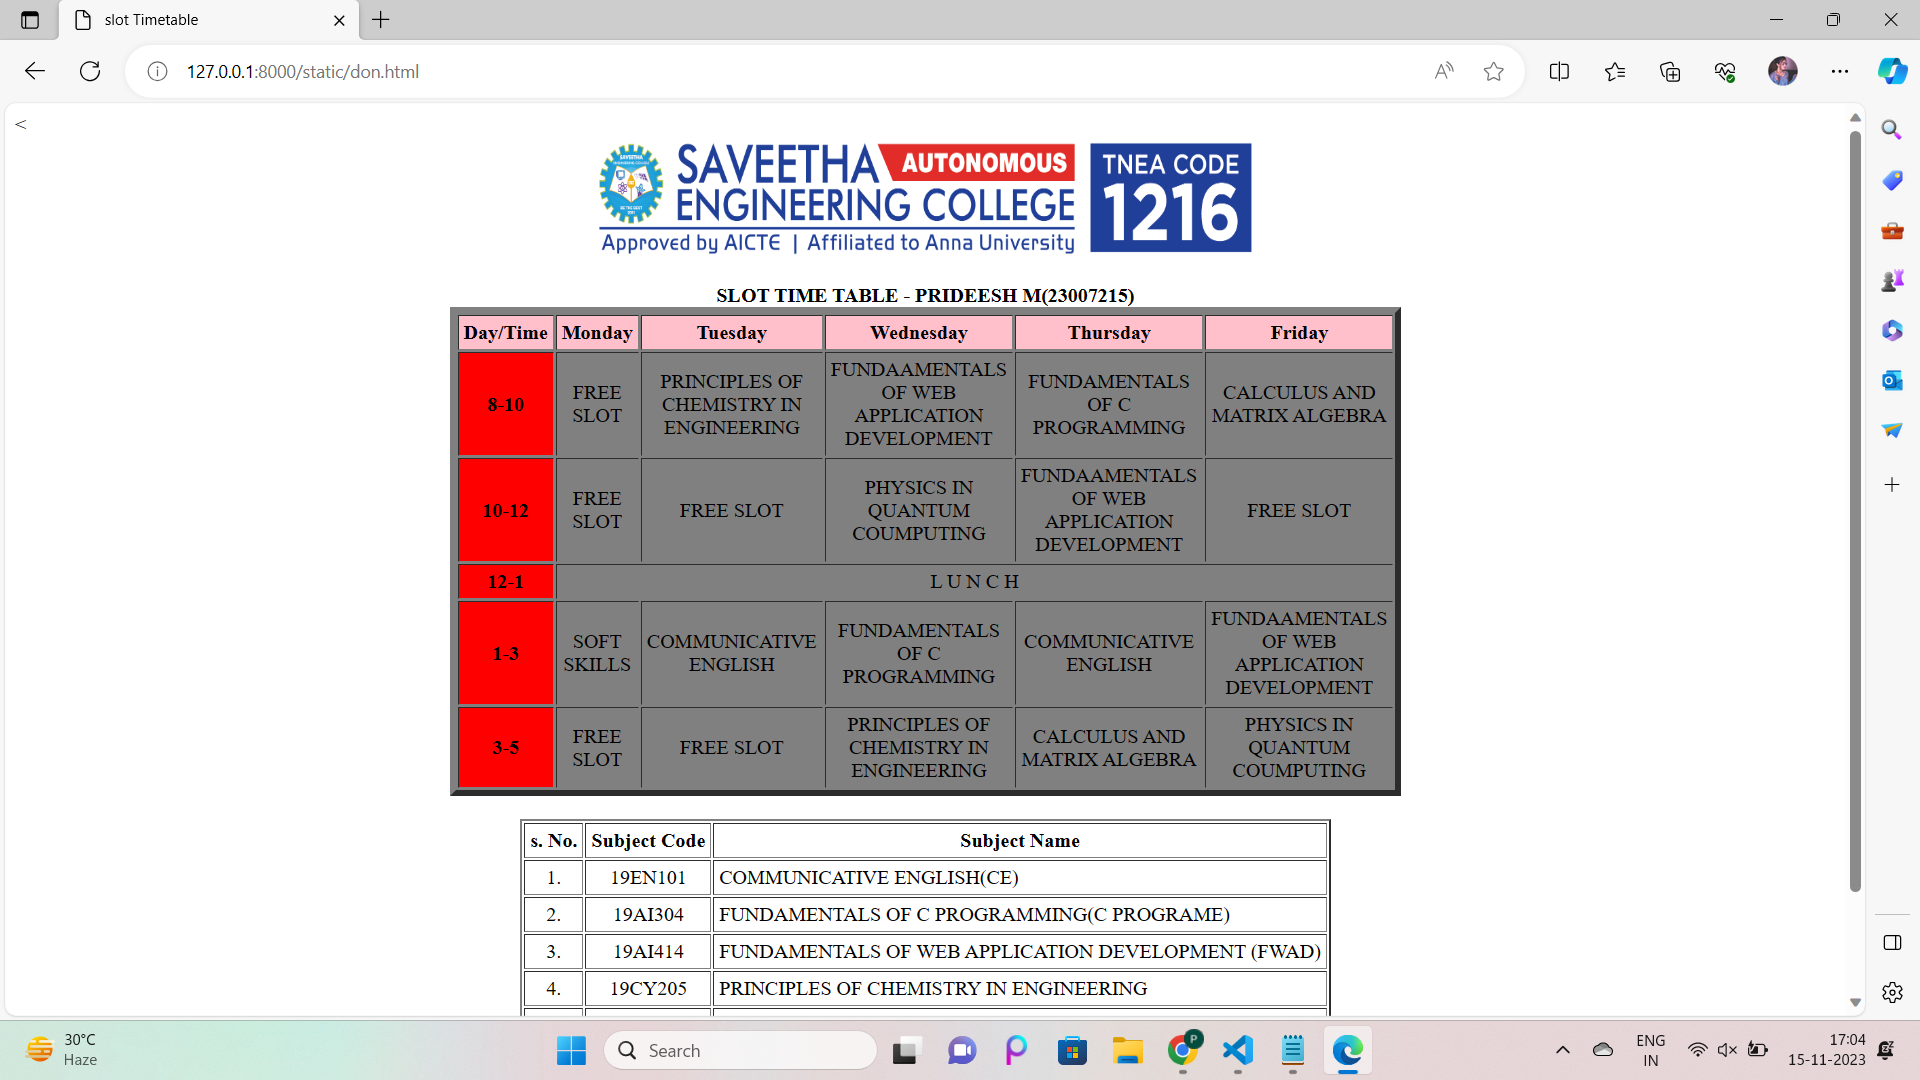 slot Timetable
127.0.0.1:8000/static/don.html
<
SAVEETHA AUTONOMOUS
ENGINEERING COLLEGE
Approved by AICTE | Affiliated to Anna University
TNEA CODE
1216
SLOT TIME TABLE - PRIDEESH M(23007215)
Day/Time Monday Tuesday Wednesday Thursday Friday
8-10
FREE
SLOT
PRINCIPLES OF
CHEMISTRY IN
ENGINEERING
FUNDAAMENTALS
OF WEB
APPLICATION
DEVELOPMENT
FUNDAMENTALS
OF C
PROGRAMMING
CALCULUS AND
MATRIX ALGEBRA
10-12
FREE
SLOT
FREE SLOT
PHYSICS IN
QUANTUM
COUMPUTING
FUNDAAMENTALS
OF WEB
APPLICATION
DEVELOPMENT
FREE SLOT
12-1
L U N C H
1-3
SOFT
SKILLS
COMMUNICATIVE
ENGLISH
FUNDAMENTALS
OF C
PROGRAMMING
COMMUNICATIVE
ENGLISH
FUNDAAMENTALS
OF WEB
APPLICATION
DEVELOPMENT
3-5
FREE
SLOT
FREE SLOT
PRINCIPLES OF
CHEMISTRY IN
ENGINEERING
CALCULUS AND
MATRIX ALGEBRA
PHYSICS IN
QUANTUM
COUMPUTING
s. No. Subject Code Subject Name
1. 19EN101 COMMUNICATIVE ENGLISH(CE)
2. 19AI304 FUNDAMENTALS OF C PROGRAMMING(C PROGRAME)
3. 19AI414 FUNDAMENTALS OF WEB APPLICATION DEVELOPMENT (FWAD)
4. 19CY205 PRINCIPLES OF CHEMISTRY IN ENGINEERING
30°C
Haze
Search
P
ENG
IN
17:04
15-11-2023